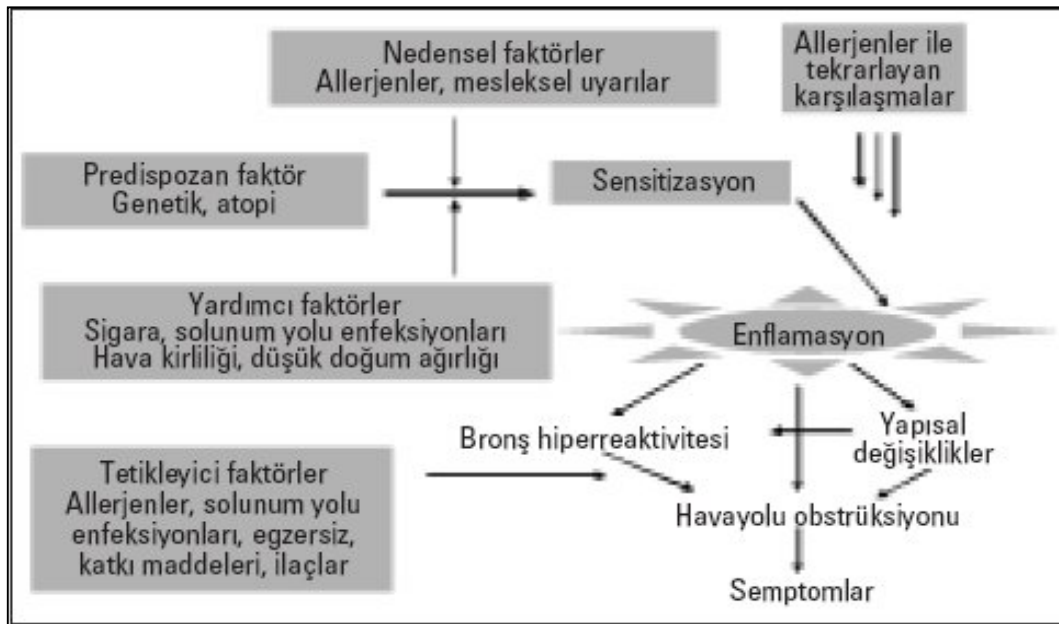 Nedensel faktörler
Allerjenler, mesleksel uyarılar
Allerjenler ile
tekrarlayan
karşılaşmalar
Predispozan faktör
Genetik, atopi
Sensitizasyon
Yardımcı faktörler
Sigara, solunum yolu enfeksiyonları
Hava kirliliği, düşük doğum ağırlığı
Enflamasyon
Bronş hiperreaktivitesi
Yapısal
değişiklikler
Tetikleyici faktörler
Allerjenler, solunum yolu
enfeksiyonları, egzersiz,
katkı maddeleri, ilaçlar
Havayolu obstrüksiyonu
Semptomlar